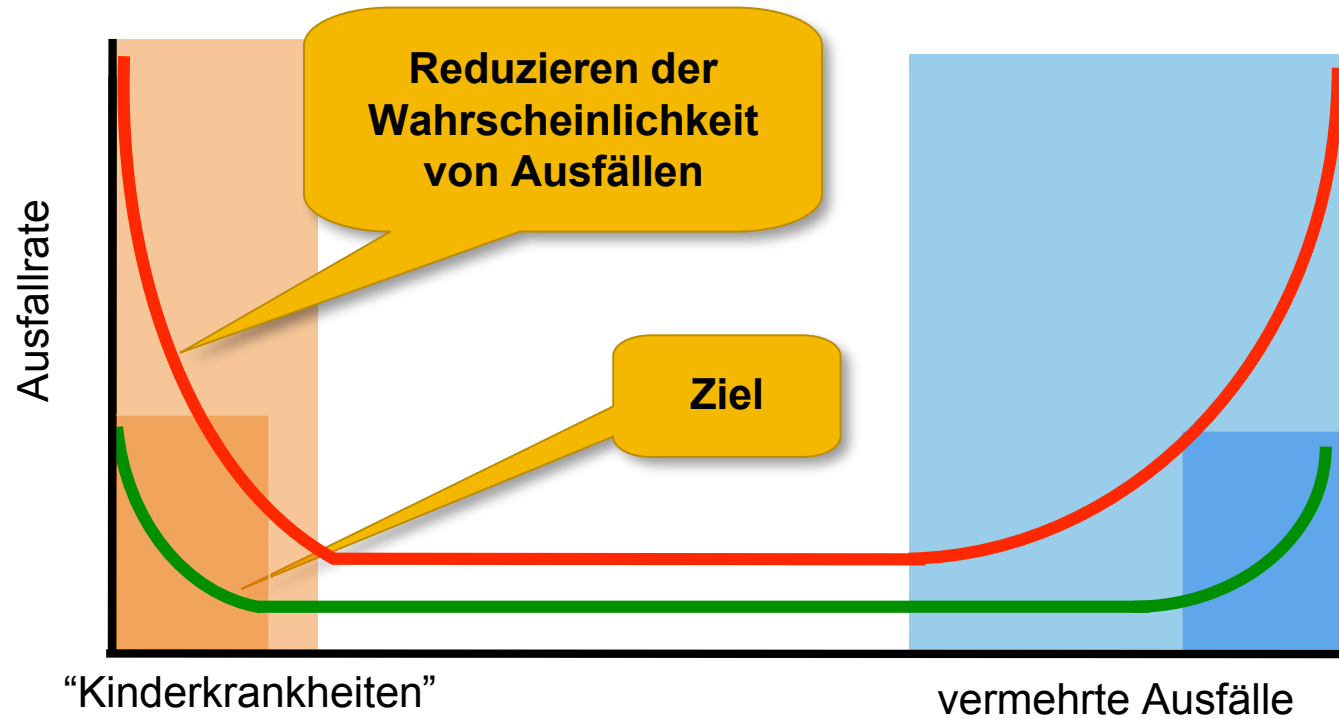 Reduzieren der
Wahrscheinlichkeit
von Ausfällen
Ausfallrate
Ziel
“Kinderkrankheiten”
vermehrte Ausfälle